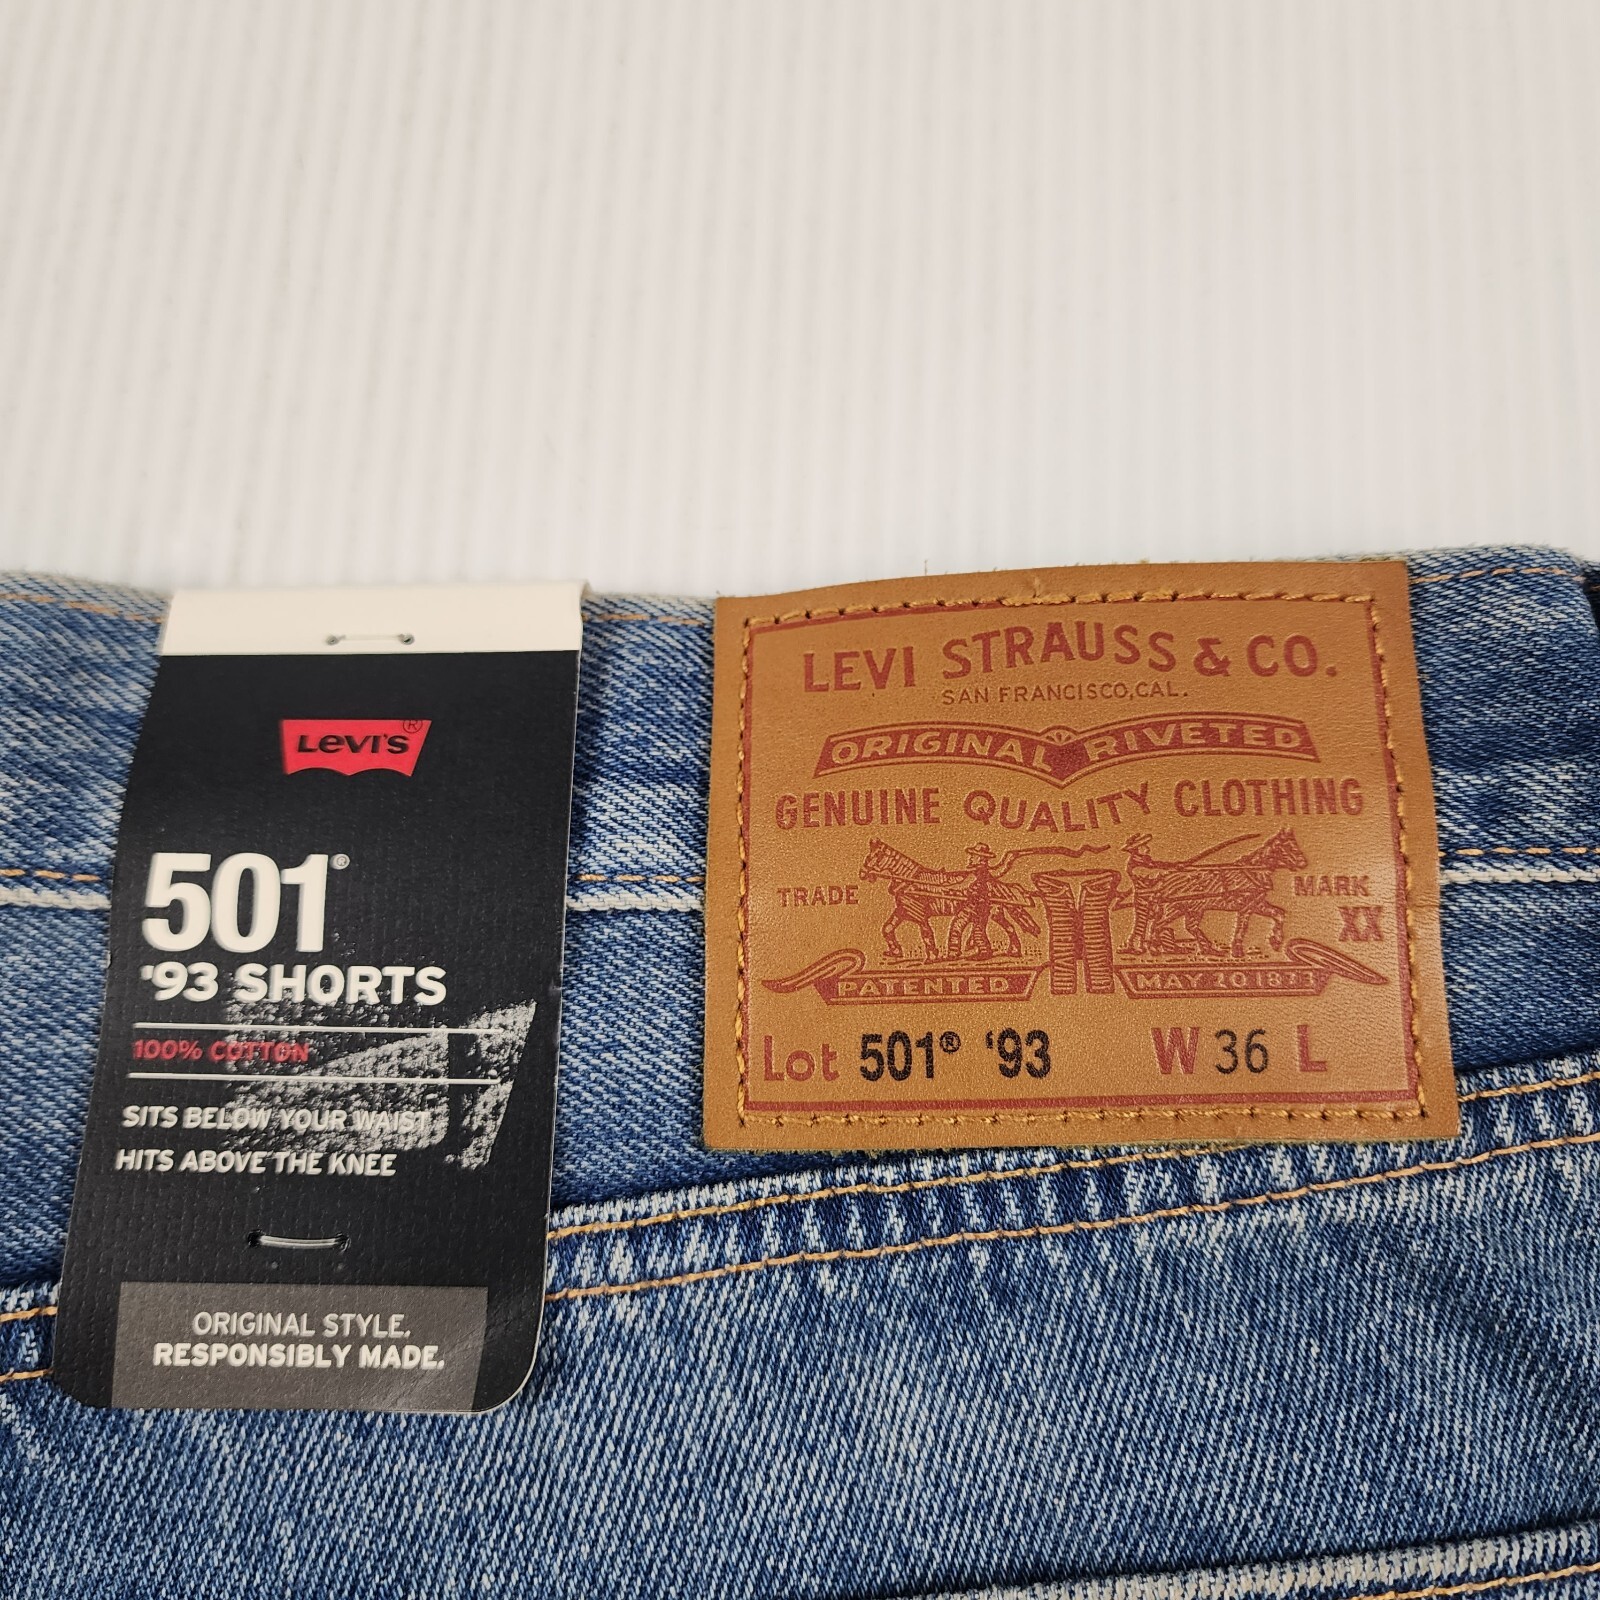 LEVI'S®
501®
'93 SHORTS
100% COTTON
SITS BELOW YOUR WAIST
HITS ABOVE THE KNEE
ORIGINAL STYLE.
RESPONSIBLY MADE.
LEVI STRAUSS & CO.
SAN FRANCISCO, CAL.
ORIGINAL RIVETED
GENUINE QUALITY CLOTHING
TRADE MARK
XX
PATENTED MAY 20 1873
Lot 501® '93 W 36 L